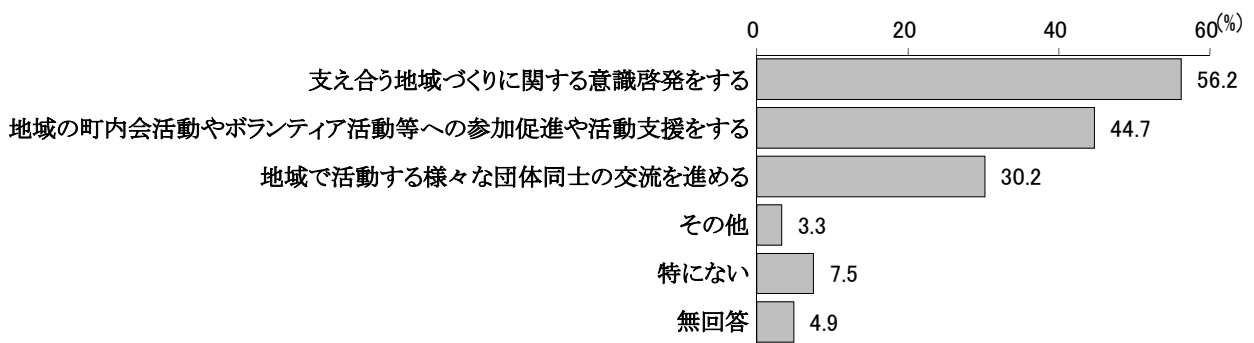 0 20 40 60(%)
支え合う地域づくりに関する意識啓発をする 56.2
地域の町内会活動やボランティア活動等への参加促進や活動支援をする 44.7
地域で活動する様々な団体同士の交流を進める 30.2
その他 3.3
特にない 7.5
無回答 4.9